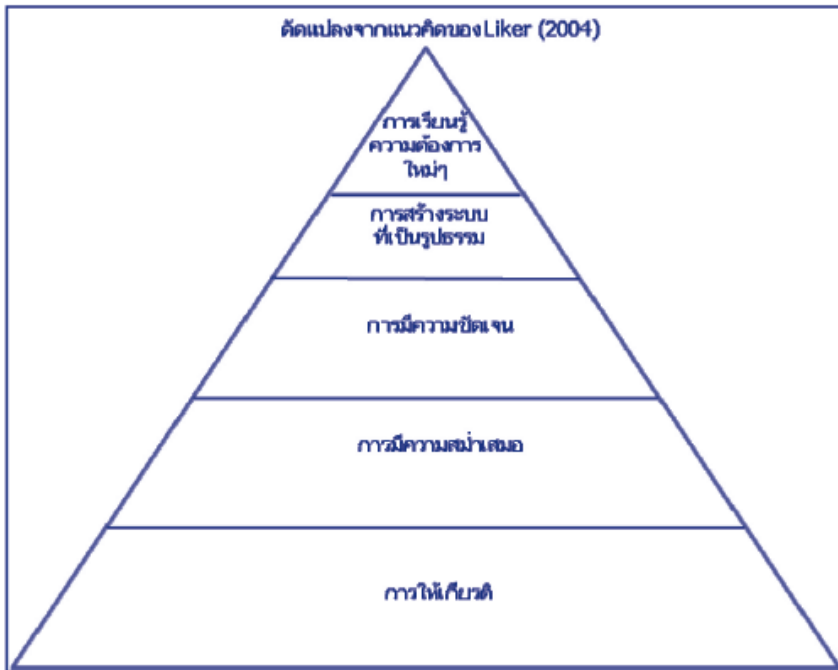 ดัดแปลงจากแนวคิดของ Liker (2004)
การเรียนรู้
ความต้องการ
ใหม่ๆ
การสร้างระบบ
ที่เป็นรูปธรรม
การมีความชัดเจน
การมีความสม่ำเสมอ
การให้เกียรติ